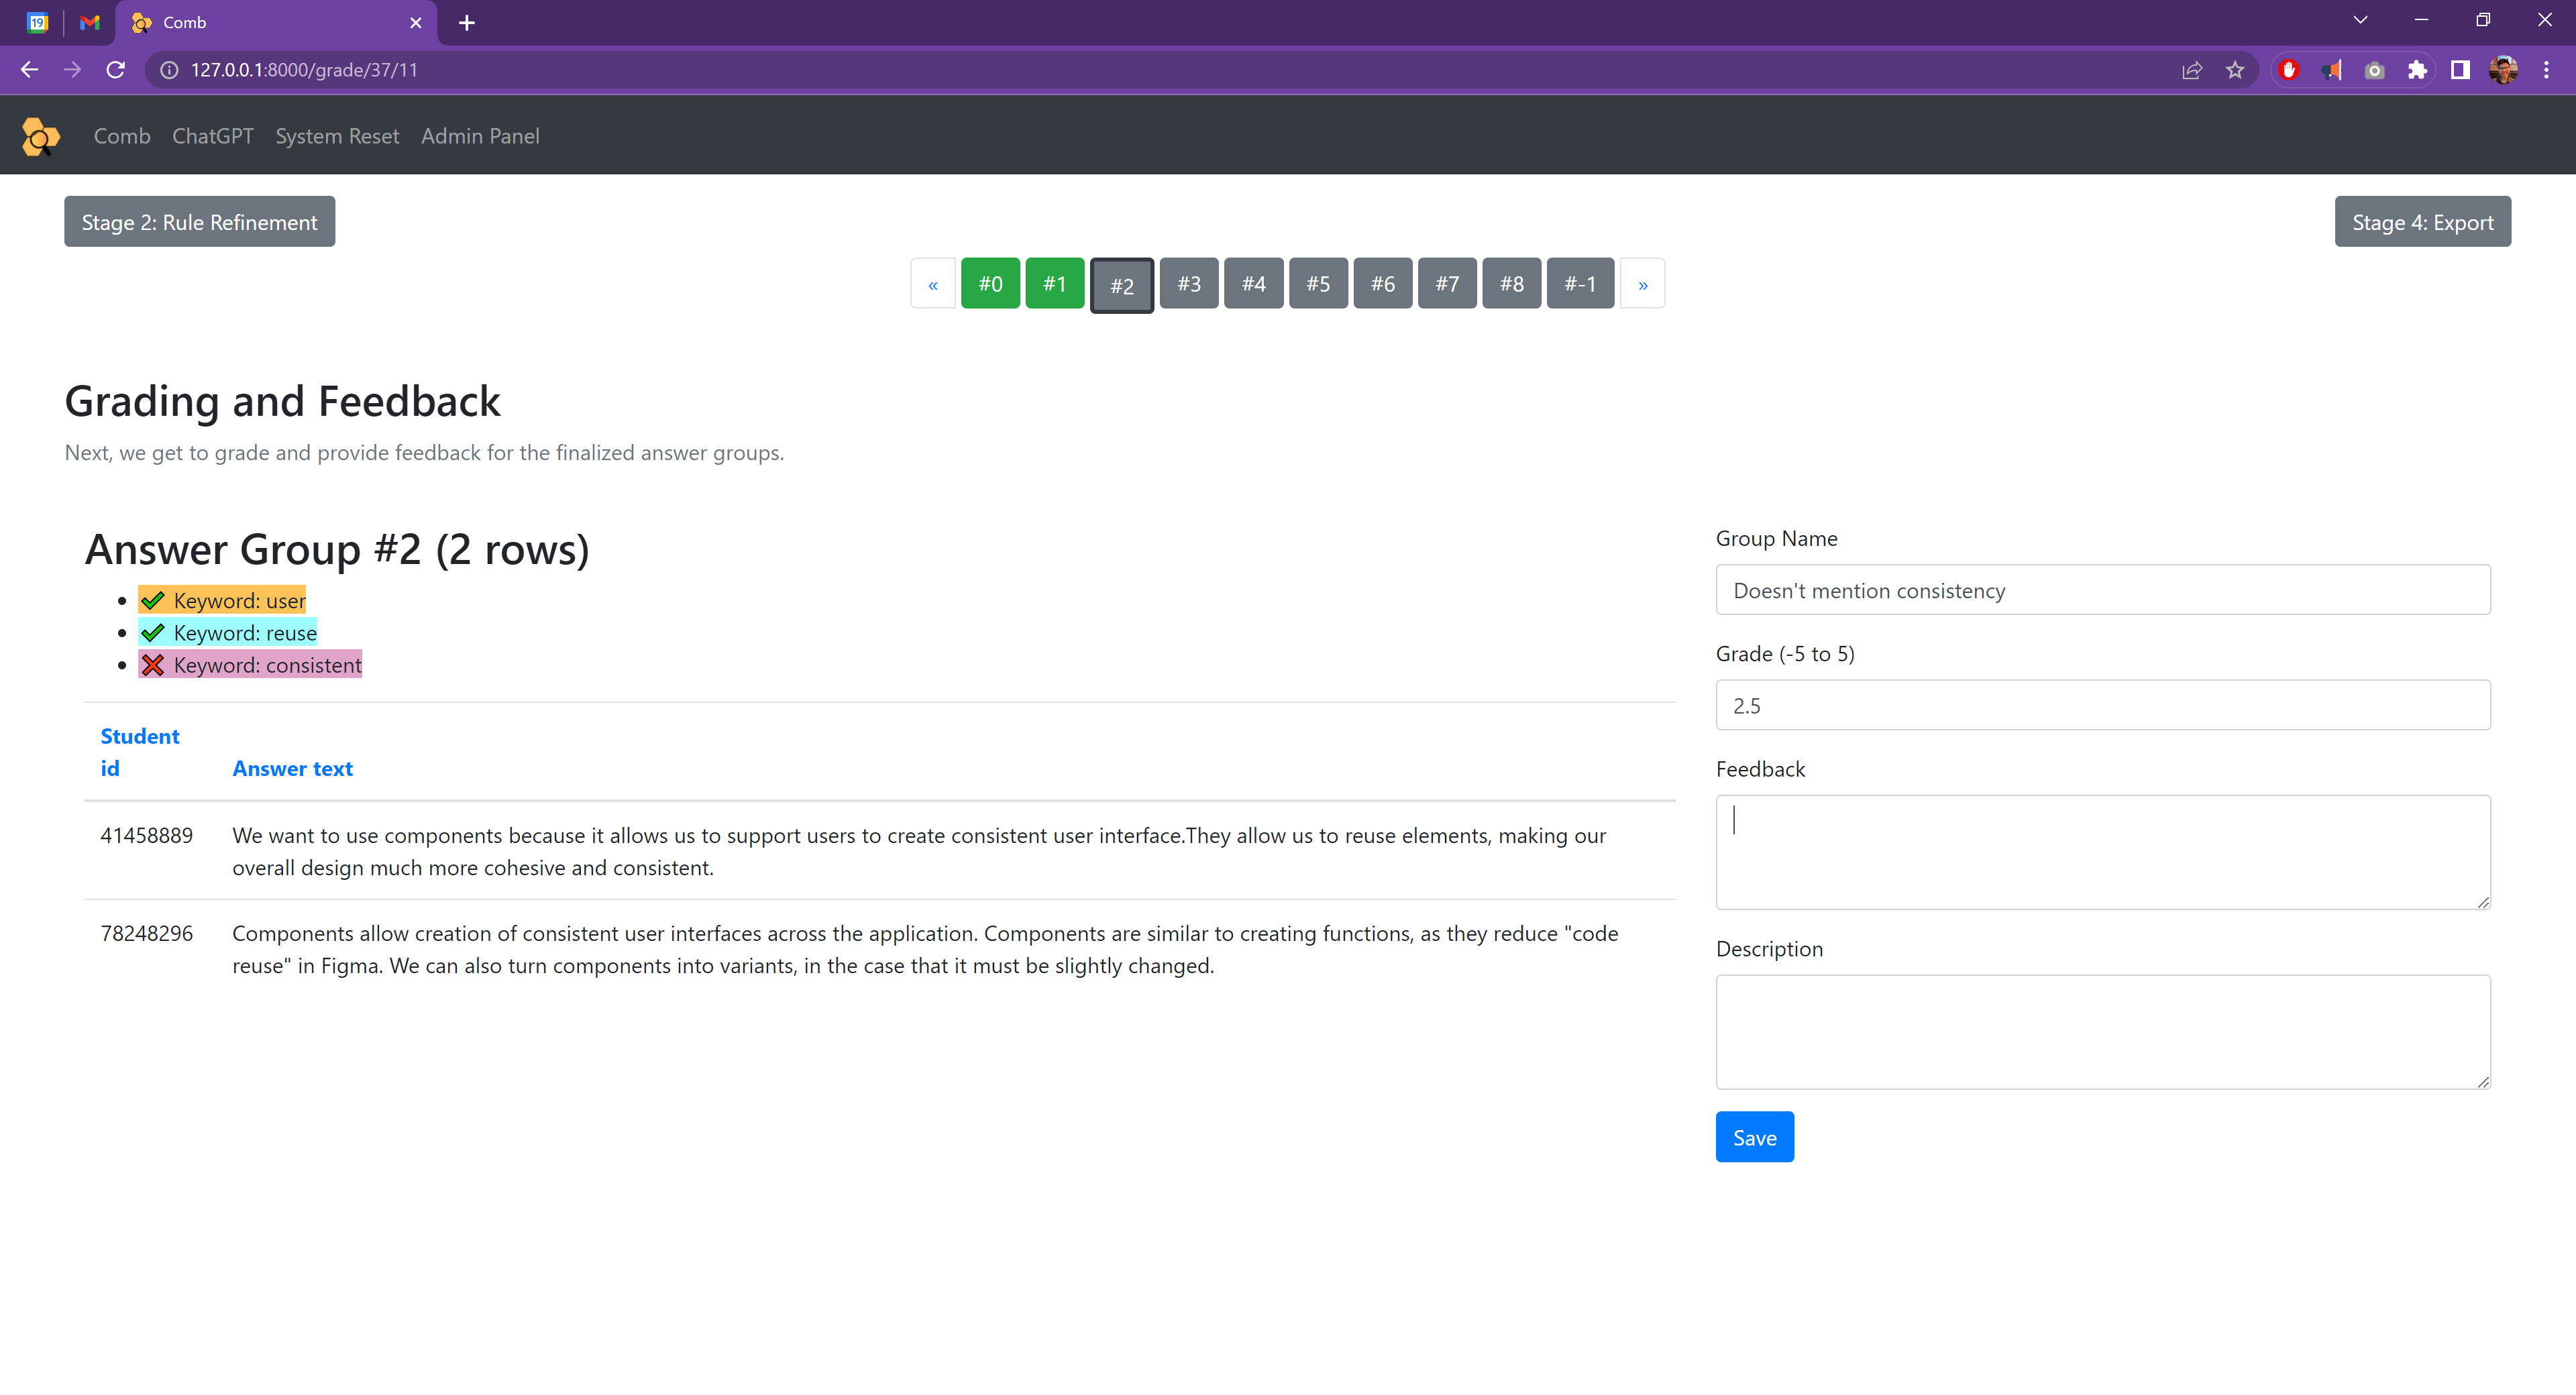 19
Comb
127.0.0.1:8000/grade/37/11
Comb ChatGPT System Reset Admin Panel
Stage 2: Rule Refinement
Stage 4: Export
« #0 #1 #2 #3 #4 #5 #6 #7 #8 #-1 »
Grading and Feedback
Next, we get to grade and provide feedback for the finalized answer groups.
Answer Group #2 (2 rows)
Keyword: user
Keyword: reuse
Keyword: consistent
Student
id
Answer text
41458889
We want to use components because it allows us to support users to create consistent user interface.They allow us to reuse elements, making our
overall design much more cohesive and consistent.
78248296
Components allow creation of consistent user interfaces across the application. Components are similar to creating functions, as they reduce "code
reuse" in Figma. We can also turn components into variants, in the case that it must be slightly changed.
Group Name
Doesn't mention consistency
Grade (-5 to 5)
2.5
Feedback
Description
Save